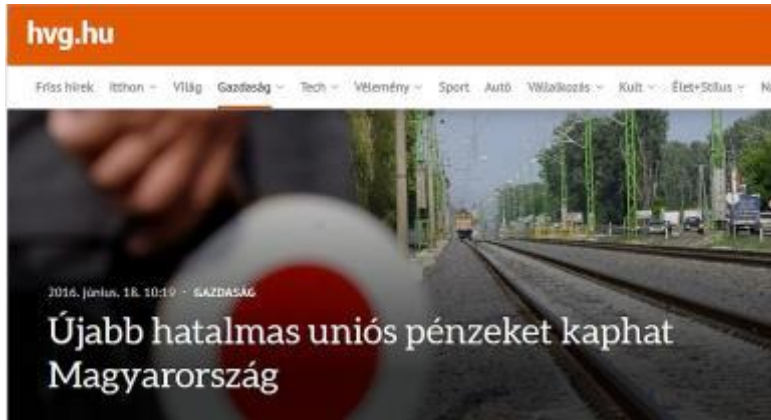 hvg.hu
Friss hírek Itthon Világ Gazdaság Tech Vélemény Sport Autó Vállalkozás Kult Élet+Stílus
2016. június. 18. 10:19 - GAZDASÁG
Újabb hatalmas uniós pénzeket kaphat
Magyarország